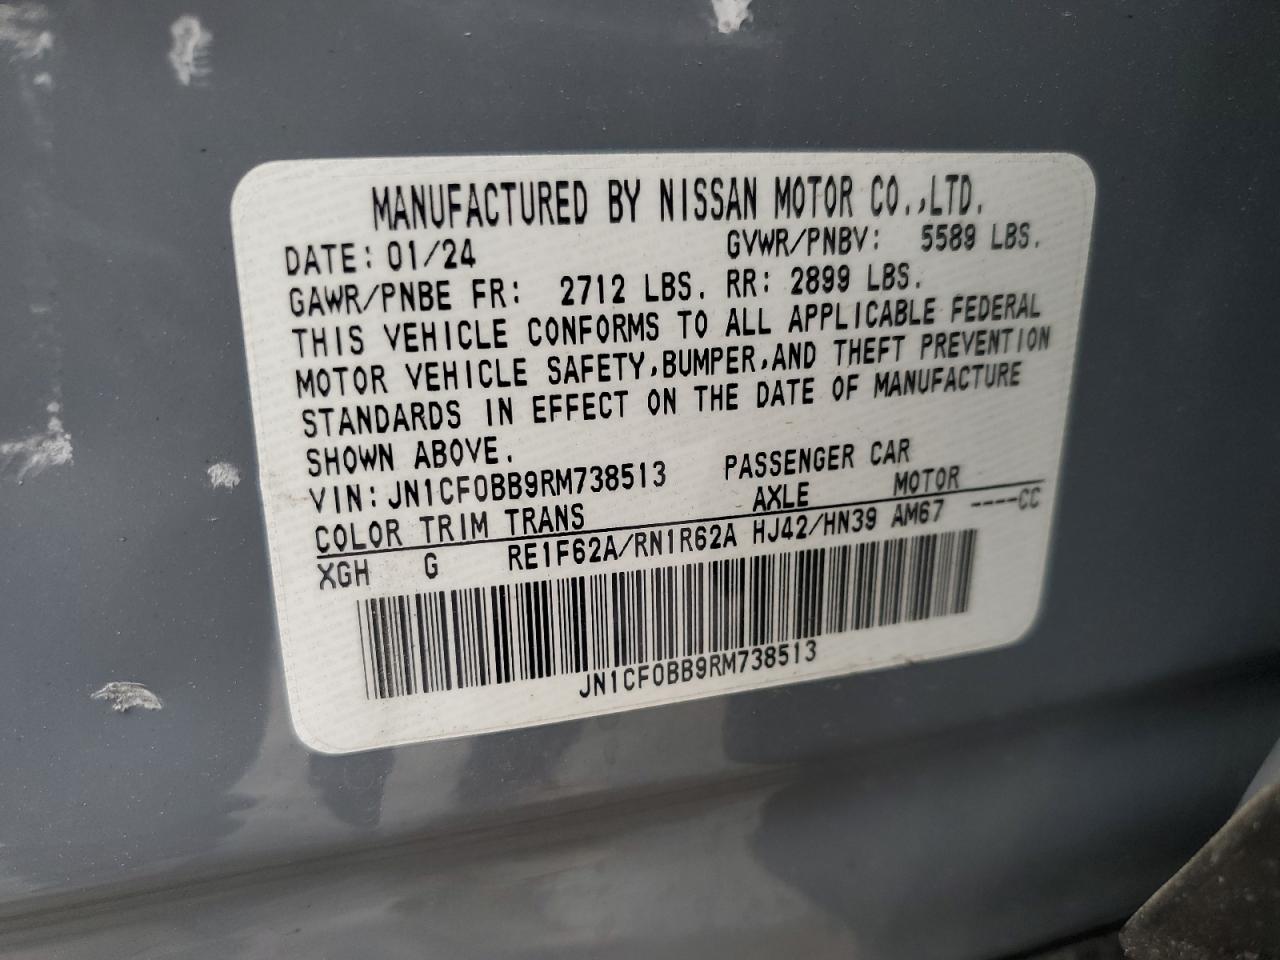 MANUFACTURED BY NISSAN MOTOR CO.,LTD.
DATE: 01/24 GVWR/PNBV: 5589 LBS.
GAWR/PNBE FR: 2712 LBS. RR: 2899 LBS.
THIS VEHICLE CONFORMS TO ALL APPLICABLE FEDERAL
MOTOR VEHICLE SAFETY,BUMPER,AND THEFT PREVENTION
STANDARDS IN EFFECT ON THE DATE OF MANUFACTURE
SHOWN ABOVE.
VIN: JN1CF0BB9RM738513 PASSENGER CAR
COLOR TRIM TRANS AXLE MOTOR
XGH G RE1F62A/RN1R62A HJ42/HN39 AM67 ----CC
JN1CF0BB9RM738513